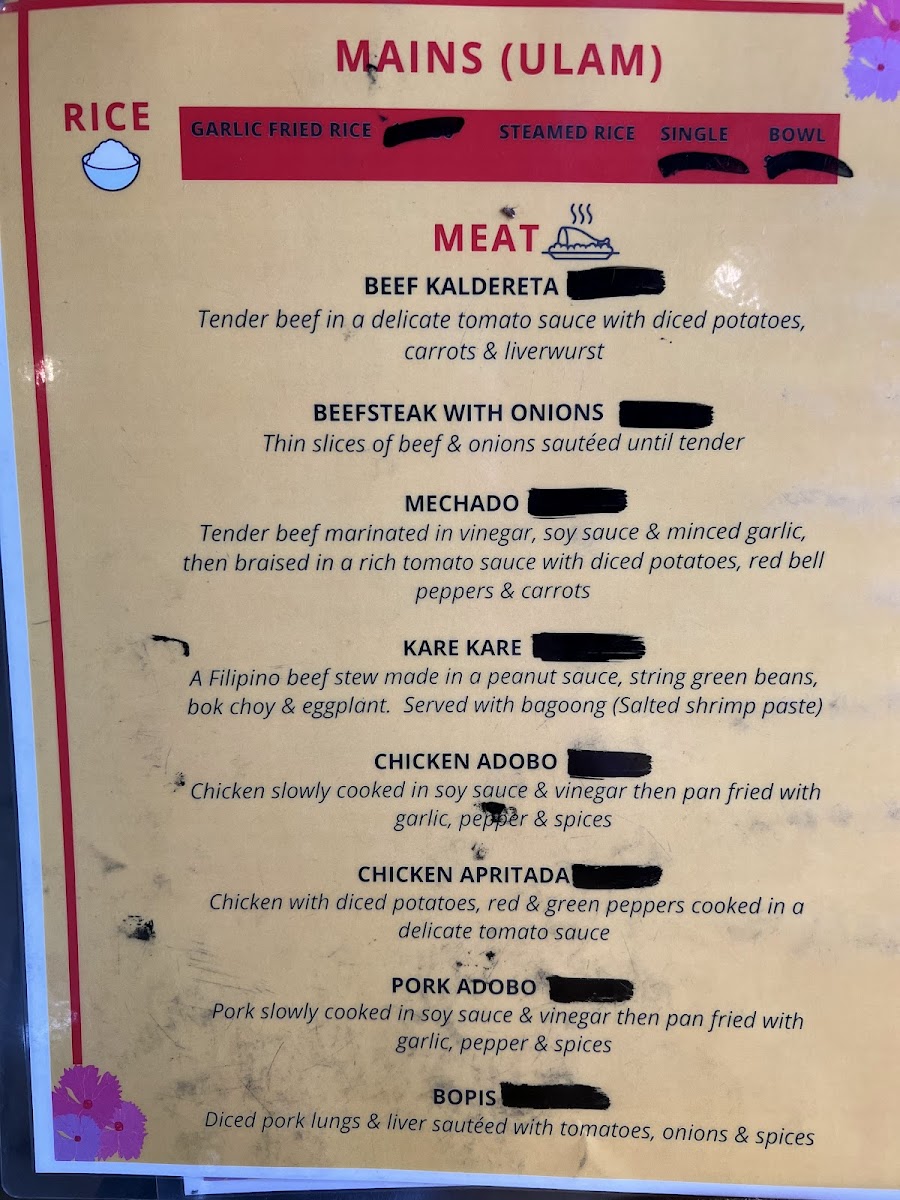 MAINS (ULAM)
RICE
GARLIC FRIED RICE STEAMED RICE SINGLE BOWL
MEAT
BEEF KALDERETA
Tender beef in a delicate tomato sauce with diced potatoes,
carrots & liverwurst
BEEFSTEAK WITH ONIONS
Thin slices of beef & onions sautéed until tender
MECHADO
Tender beef marinated in vinegar, soy sauce & minced garlic,
then braised in a rich tomato sauce with diced potatoes, red bell
peppers & carrots
KARE KARE
A Filipino beef stew made in a peanut sauce, string green beans,
bok choy & eggplant. Served with bagoong (Salted shrimp paste)
CHICKEN ADOBO
Chicken slowly cooked in soy sauce & vinegar then pan fried with
garlic, pepper & spices
CHICKEN APRITADA
Chicken with diced potatoes, red & green peppers cooked in a
delicate tomato sauce
PORK ADOBO
Pork slowly cooked in soy sauce & vinegar then pan fried with
garlic, pepper & spices
BOPIS
Diced pork lungs & liver sautéed with tomatoes, onions & spices